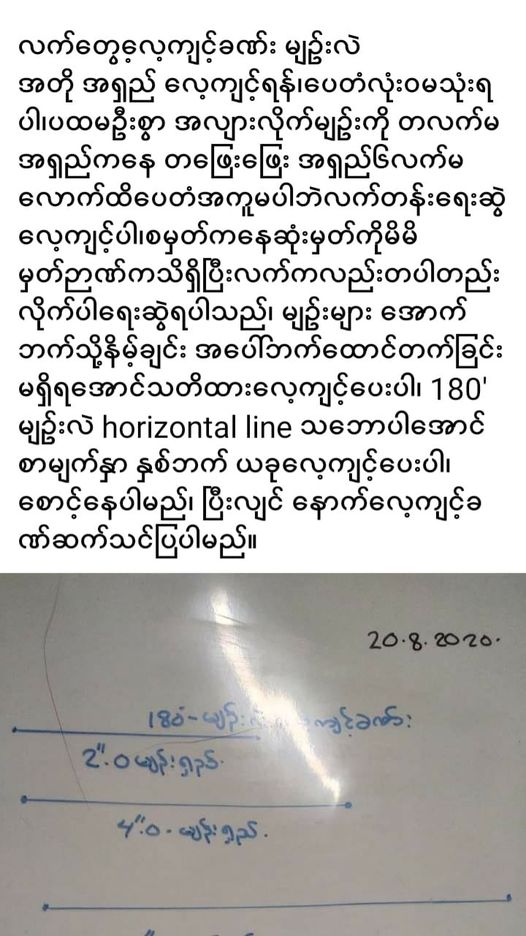 လက်တွေ့လေ့ကျင့်ခဏ်း မျဥ်းလဲ
အတို အရှည် လေ့ကျင့်ရန်၊ပေတံလုံးဝမသုံးရ
ပါ၊ပထမဦးစွာ အလျားလိုက်မျဥ်းကို တလက်မ
အရှည်ကနေ တဖြေးဖြေး အရှည်၆လက်မ
လောက်ထိပေတံအကူမပါဘဲလက်တန်းရေးဆွဲ
လေ့ကျင့်ပါ၊စမှတ်ကနေဆုံးမှတ်ကိုမိမိ
မှတ်ဉာဏ်ကသိရှိပြီးလက်ကလည်းတပါတည်း
လိုက်ပါရေးဆွဲရပါသည်၊ မျဥ်းများ အောက်
ဘက်သို့နိမ့်ချင်း အပေါ်ဘက်ထောင်တက်ခြင်း
မရှိရအောင်သတိထားလေ့ကျင့်ပေးပါ၊ 180'
မျဥ်းလဲ horizontal line သဘောပါအောင်
စာမျက်နှာ နှစ်ဘက် ယခုလေ့ကျင့်ပေးပါ၊
စောင့်နေပါမည်၊ ပြီးလျင် နောက်လေ့ကျင့်ခ
ဏ်ဆက်သင်ပြပါမည်။
20.8.2020.
180-မျဉ်း ကျင့်ခဏ်း
2".0 မျဉ်းရှည်.
4".0 - မျဉ်းရှည်.